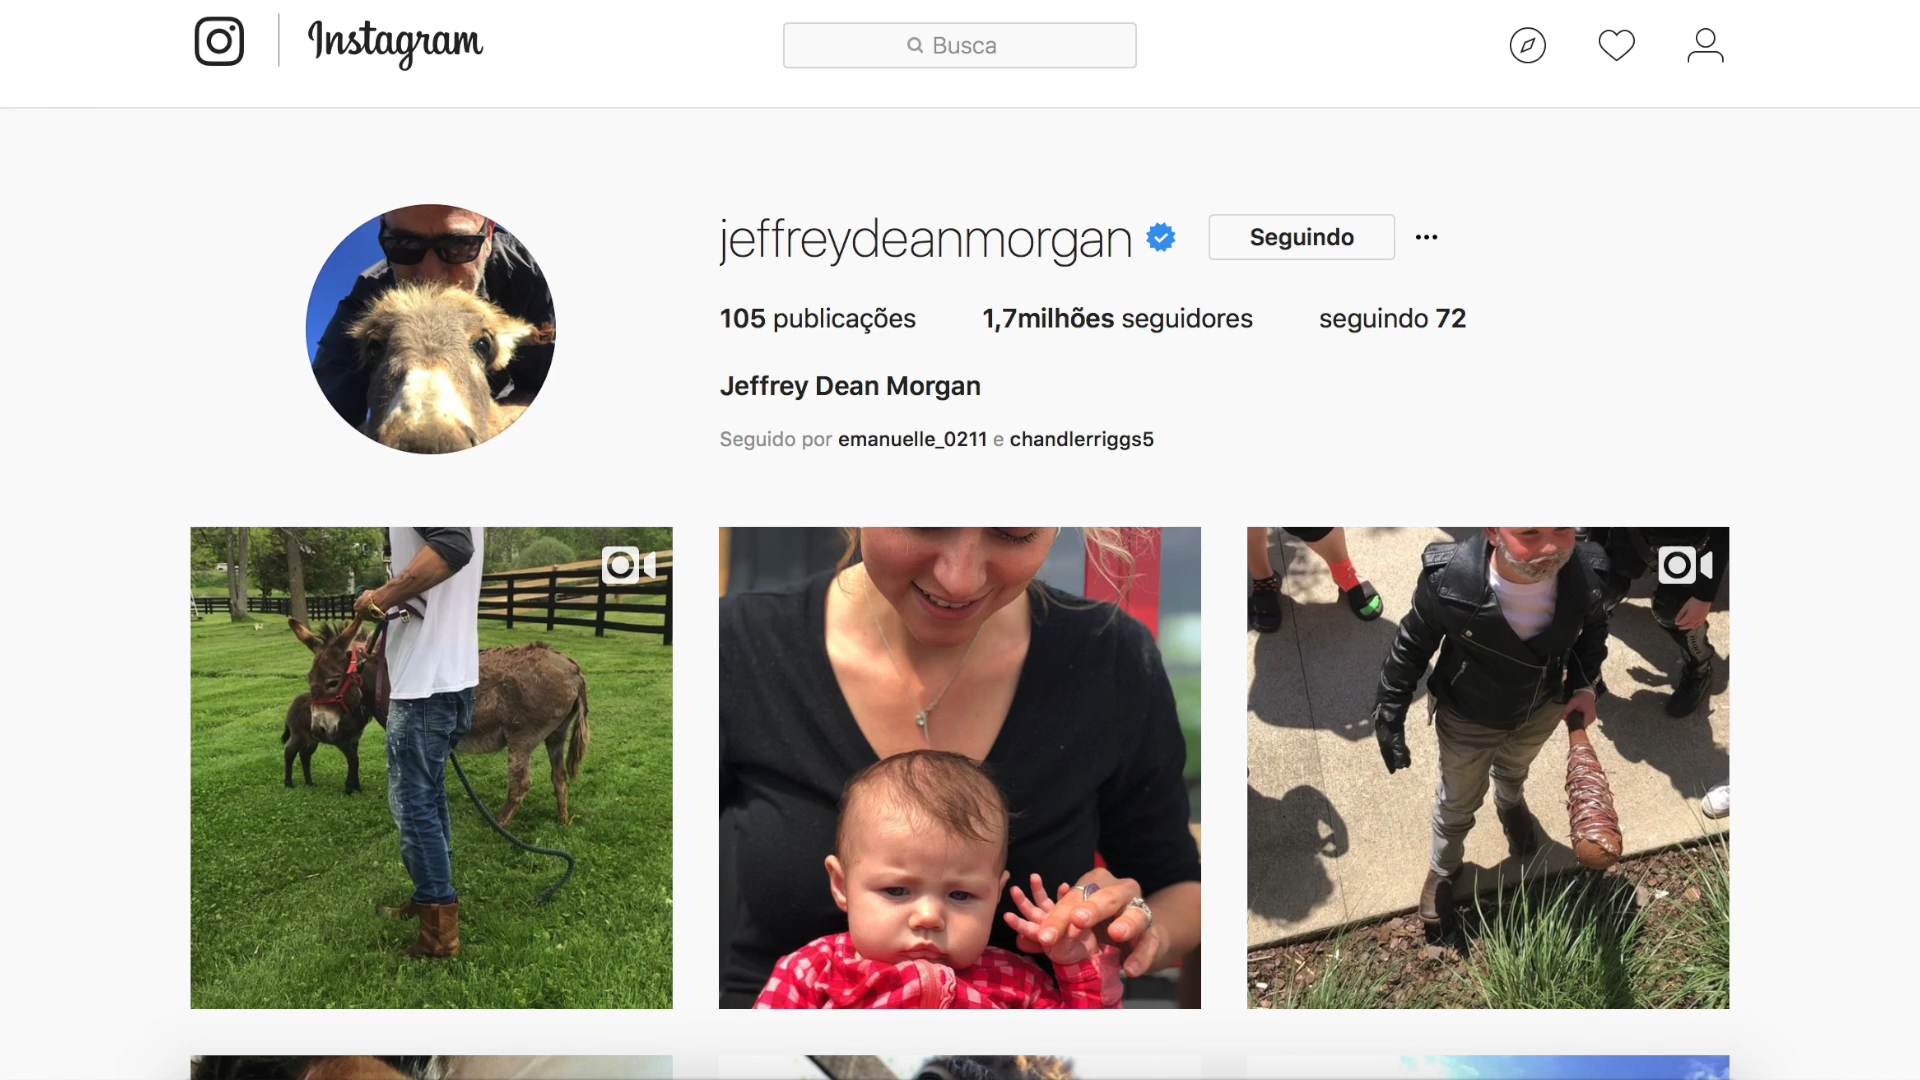 Instagram
Busca
jeffreydeanmorgan Seguindo
105 publicações 1,7milhões seguidores seguindo 72
Jeffrey Dean Morgan
Seguido por emanuelle_0211 e chandlerriggs5